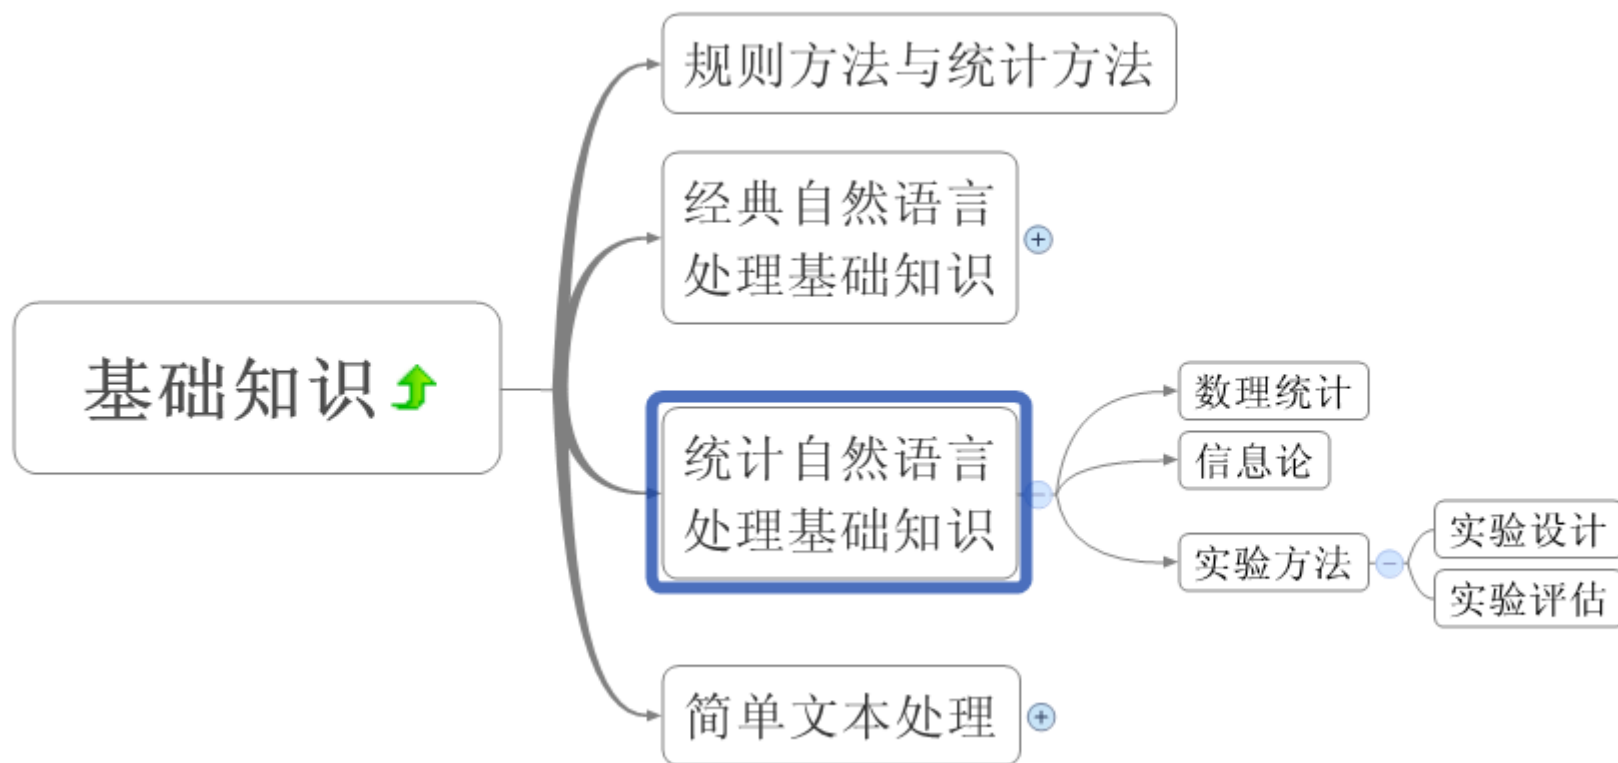 规则方法与统计方法
经典自然语言
处理基础知识
基础知识
统计自然语言
处理基础知识
数理统计
信息论
实验方法
实验设计
实验评估
简单文本处理